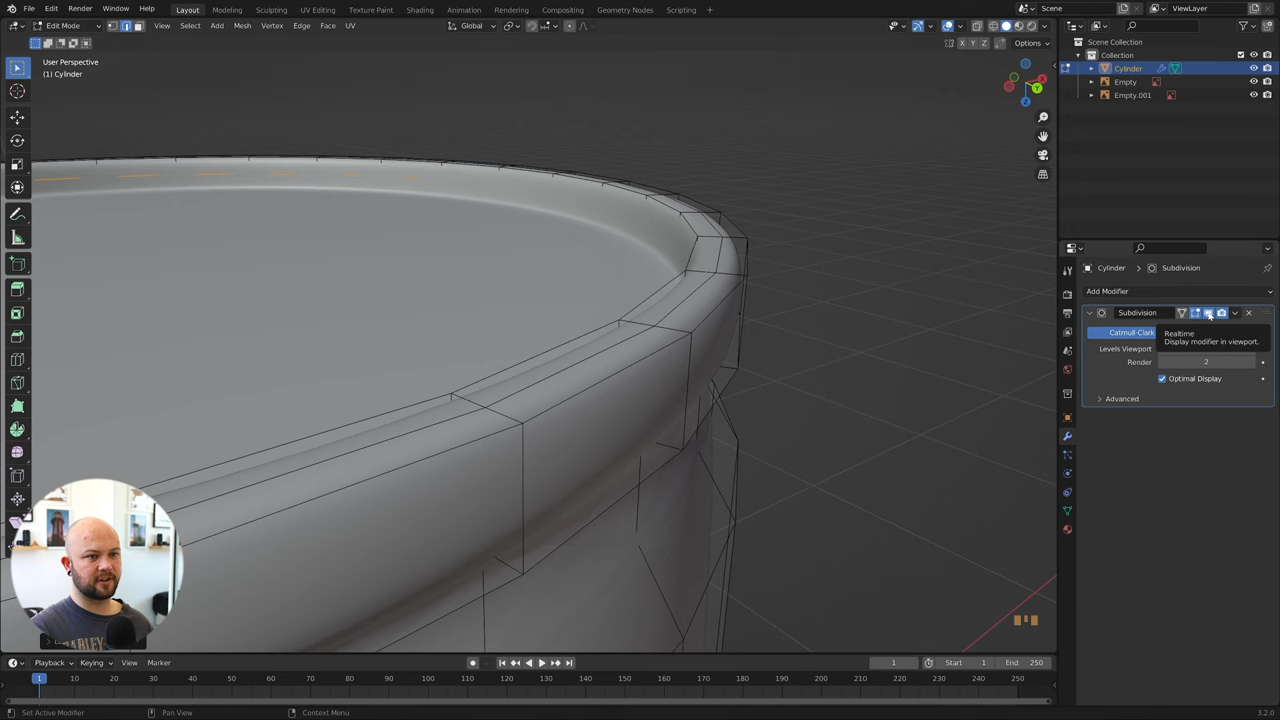 File Edit Render Window Help Layout Modeling Sculpting UV Editing Texture Paint Shading Animation Rendering Compositing Geometry Nodes Scripting + Scene ViewLayer
Edit Mode View Select Add Mesh Vertex Edge Face UV Global
X Y Z Options
User Perspective
(1) Cylinder
X
Y
Z
Scene Collection
Collection
Cylinder
Empty
Empty.001
Cylinder > Subdivision
Add Modifier
Subdivision
Catmull-Clark
Realtime
Display modifier in viewport.
Levels Viewport
Render 2
Optimal Display
Advanced
Playback Keying View Marker 1 Start 1 End 250
1 10 20 30 40 50 60 70 80 90 100 110 120 130 140 150 160 170 180 190 200 210 220 230 240 250
Set Active Modifier Pan View Context Menu 3.2.0